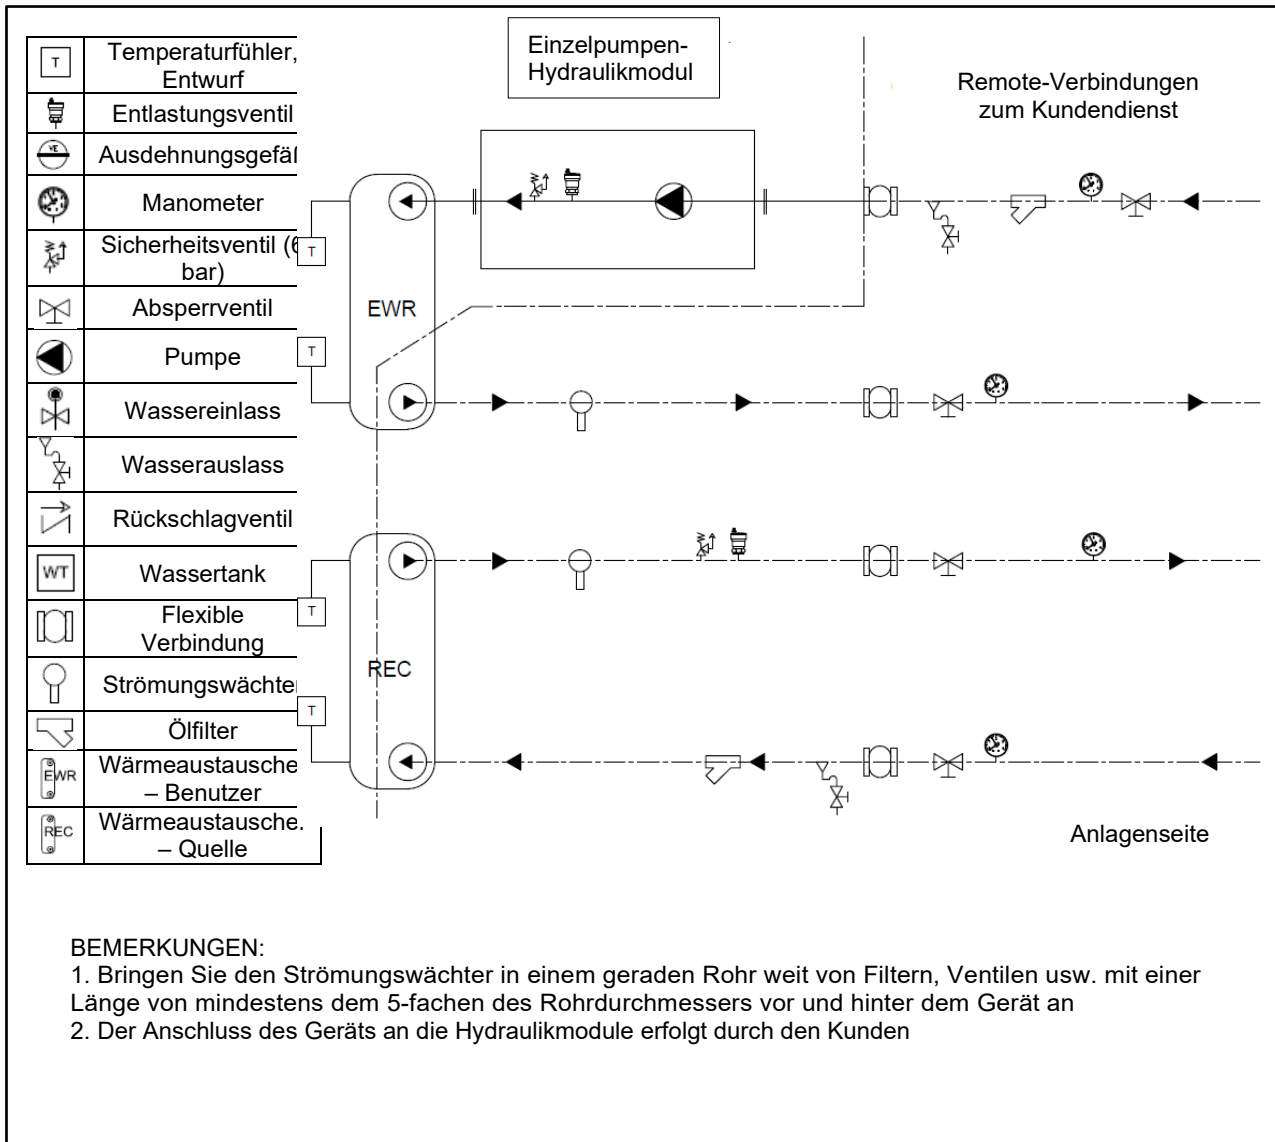 T
Temperaturfühler,
Entwurf
Entlastungsventil
VE
Ausdehnungsgefäß
Manometer
Sicherheitsventil (6
bar)
Absperrventil
Pumpe
Wassereinlass
Wasserauslass
Rückschlagventil
WT
Wassertank
Flexible
Verbindung
Strömungswächter
Ölfilter
EWR
Wärmeaustauscher
– Benutzer
REC
Wärmeaustauscher
– Quelle
Einzelpumpen-
Hydraulikmodul
Remote-Verbindungen
zum Kundendienst
T
EWR
T
T
REC
T
Anlagenseite
BEMERKUNGEN:
1. Bringen Sie den Strömungswächter in einem geraden Rohr weit von Filtern, Ventilen usw. mit einer
Länge von mindestens dem 5-fachen des Rohrdurchmessers vor und hinter dem Gerät an
2. Der Anschluss des Geräts an die Hydraulikmodule erfolgt durch den Kunden